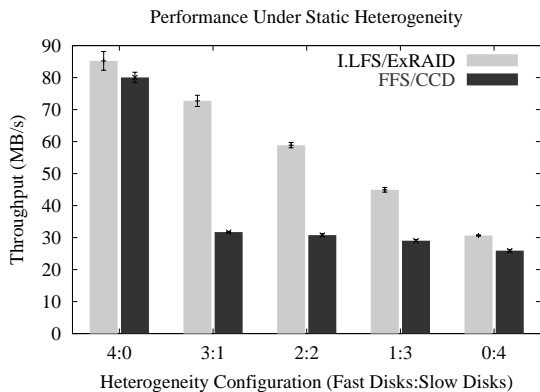 Performance Under Static Heterogeneity
90
80
70
60
50
40
30
20
10
0
Throughput (MB/s)
I.LFS/ExRAID
FFS/CCD
4:0 3:1 2:2 1:3 0:4
Heterogeneity Configuration (Fast Disks:Slow Disks)